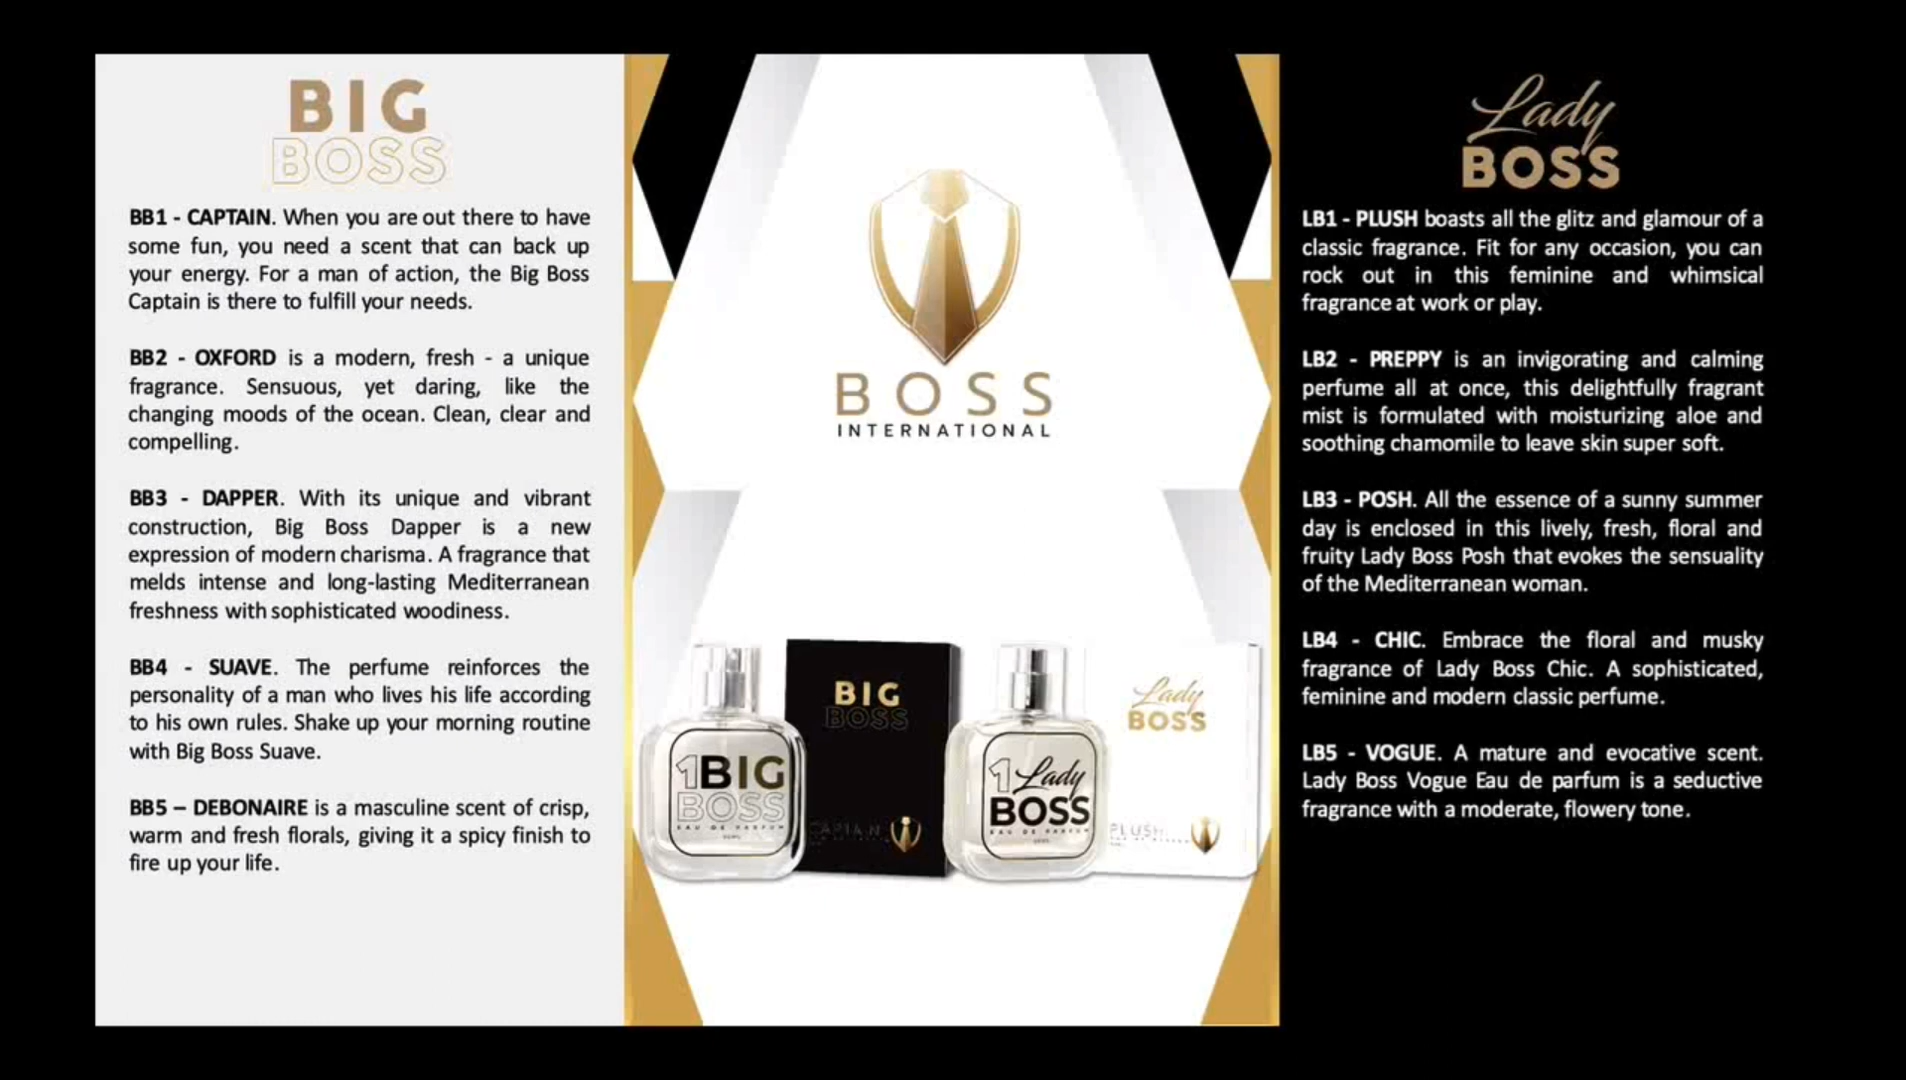 BIG
BOSS
BB1 - CAPTAIN. When you are out there to have
some fun, you need a scent that can back up
your energy. For a man of action, the Big Boss
Captain is there to fulfill your needs.
BB2 - OXFORD is a modern, fresh - a unique
fragrance. Sensuous, yet daring, like the
changing moods of the ocean. Clean, clear and
compelling.
BB3 - DAPPER. With its unique and vibrant
construction, Big Boss Dapper is a new
expression of modern charisma. A fragrance that
melds intense and long-lasting Mediterranean
freshness with sophisticated woodiness.
BB4 - SUAVE. The perfume reinforces the
personality of a man who lives his life according
to his own rules. Shake up your morning routine
with Big Boss Suave.
BB5 – DEBONAIRE is a masculine scent of crisp,
warm and fresh florals, giving it a spicy finish to
fire up your life.
BOSS
INTERNATIONAL
1BIG
BOSS
EAU DE PARFUM
BIG
BOSS
CAPTAIN
1Lady
BOSS
EAU DE PARFUM
Lady
BOSS
PLUSH
Lady
BOSS
LB1 - PLUSH boasts all the glitz and glamour of a
classic fragrance. Fit for any occasion, you can
rock out in this feminine and whimsical
fragrance at work or play.
LB2 - PREPPY is an invigorating and calming
perfume all at once, this delightfully fragrant
mist is formulated with moisturizing aloe and
soothing chamomile to leave skin super soft.
LB3 - POSH. All the essence of a sunny summer
day is enclosed in this lively, fresh, floral and
fruity Lady Boss Posh that evokes the sensuality
of the Mediterranean woman.
LB4 - CHIC. Embrace the floral and musky
fragrance of Lady Boss Chic. A sophisticated,
feminine and modern classic perfume.
LB5 - VOGUE. A mature and evocative scent.
Lady Boss Vogue Eau de parfum is a seductive
fragrance with a moderate, flowery tone.